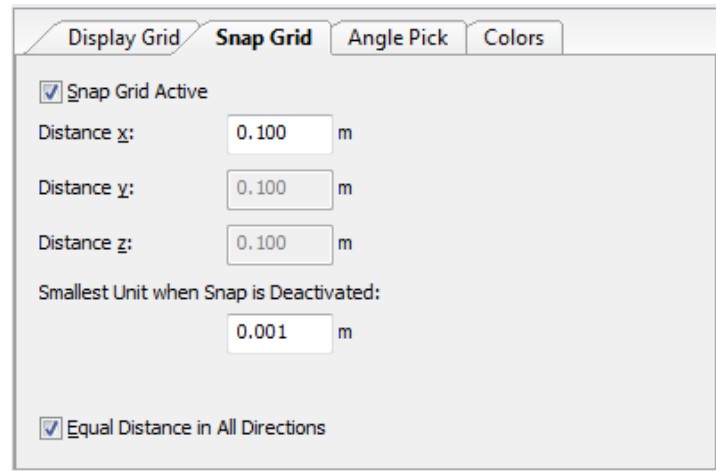 Display Grid Snap Grid Angle Pick Colors
Snap Grid Active
Distance x: 0.100 m
Distance y: 0.100 m
Distance z: 0.100 m
Smallest Unit when Snap is Deactivated:
0.001 m
Equal Distance in All Directions